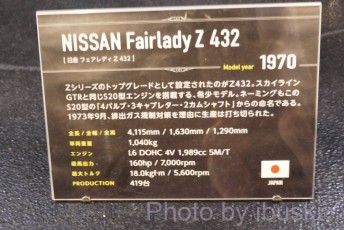 NISSAN Fairlady Z 432
[ 日産 フェアレディ Z 432 ]
Model year 1970
Zシリーズのトップグレードとして設定されたのがZ432。スカイライン
GTRと同じS20型エンジンを搭載する、希少モデル。ネーミングもこの
S20型の「4バルブ・3キャブレター・2カムシャフト」からの命名である。
1973年9月、排出ガス規制対策を理由に生産は打ち切られた。
全長 / 全幅 / 全高 4,115mm / 1,630mm / 1,290mm
車両重量 1,040kg
エンジン L6 DOHC 4V 1,989cc 5M/T
最高出力 160hp / 7,000rpm
最大トルク 18.0kgf·m / 5,600rpm
PRODUCTION 419台
JAPAN
Photo by ibuski